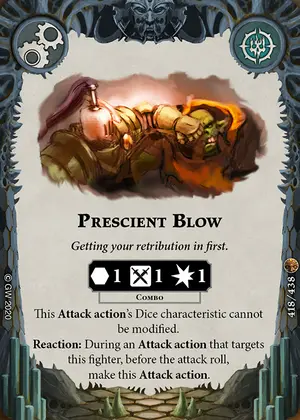 Prescient Blow
Getting your retribution in first.
1 1 1
Combo
This Attack action's Dice characteristic cannot
be modified.
Reaction: During an Attack action that targets
this fighter, before the attack roll,
make this Attack action.
© GW 2020
418/438